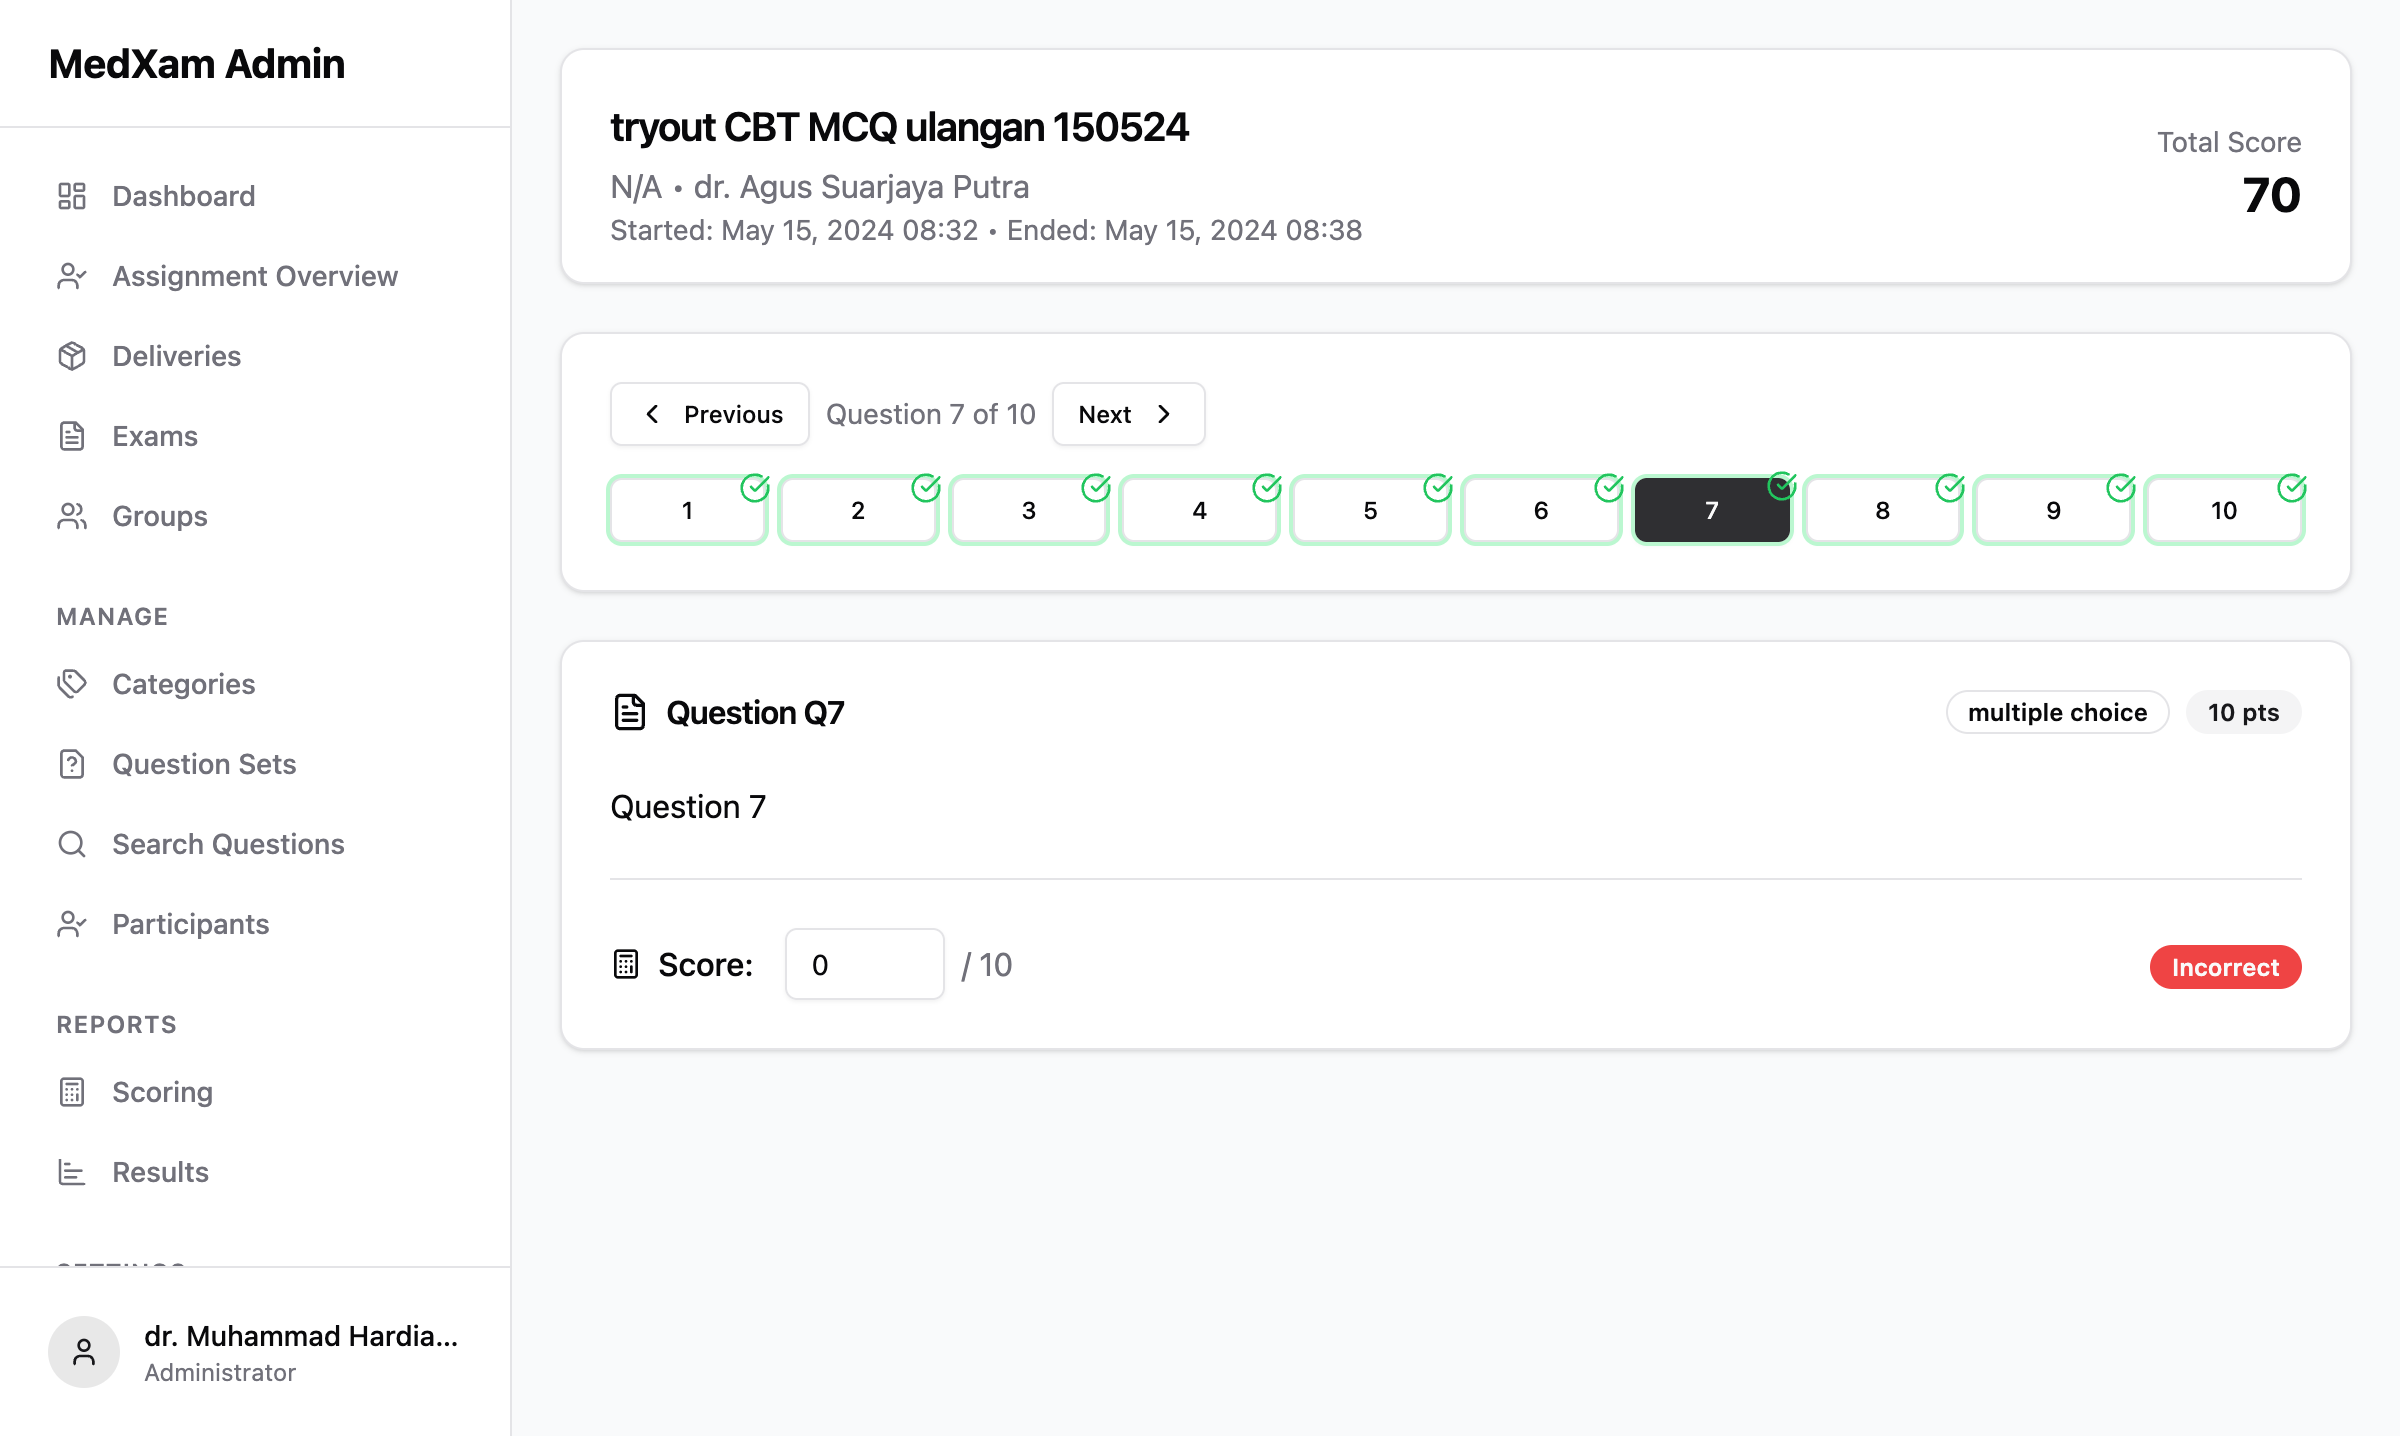 MedXam Admin
Dashboard
Assignment Overview
Deliveries
Exams
Groups
MANAGE
Categories
Question Sets
Search Questions
Participants
REPORTS
Scoring
Results
SETTINGS
dr. Muhammad Hardia...
Administrator
tryout CBT MCQ ulangan 150524
N/A • dr. Agus Suarjaya Putra
Started: May 15, 2024 08:32 • Ended: May 15, 2024 08:38
Total Score
70
Previous Question 7 of 10 Next
1 2 3 4 5 6 7 8 9 10
Question Q7
multiple choice 10 pts
Question 7
Score: 0 / 10
Incorrect